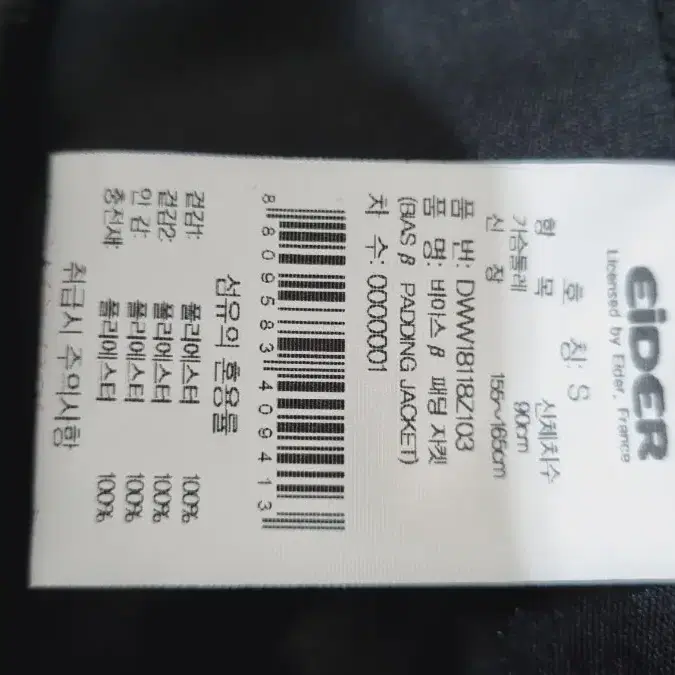 EiDER
Licensed by Eider, France
호 칭: S
항 목 신체치수
가슴둘레 90cm
신 장 155~165cm
품 번: DWW18118Z103
품 명: 바이스 β 패딩 자켓
(BIAS β PADDING JACKET)
치 수: 0000001
8 809583 409413
섬유의 혼용률
겉감1: 폴리에스터 100%
겉감2: 폴리에스터 100%
안 감: 폴리에스터 100%
충전재: 폴리에스터 100%
취급시 주의사항